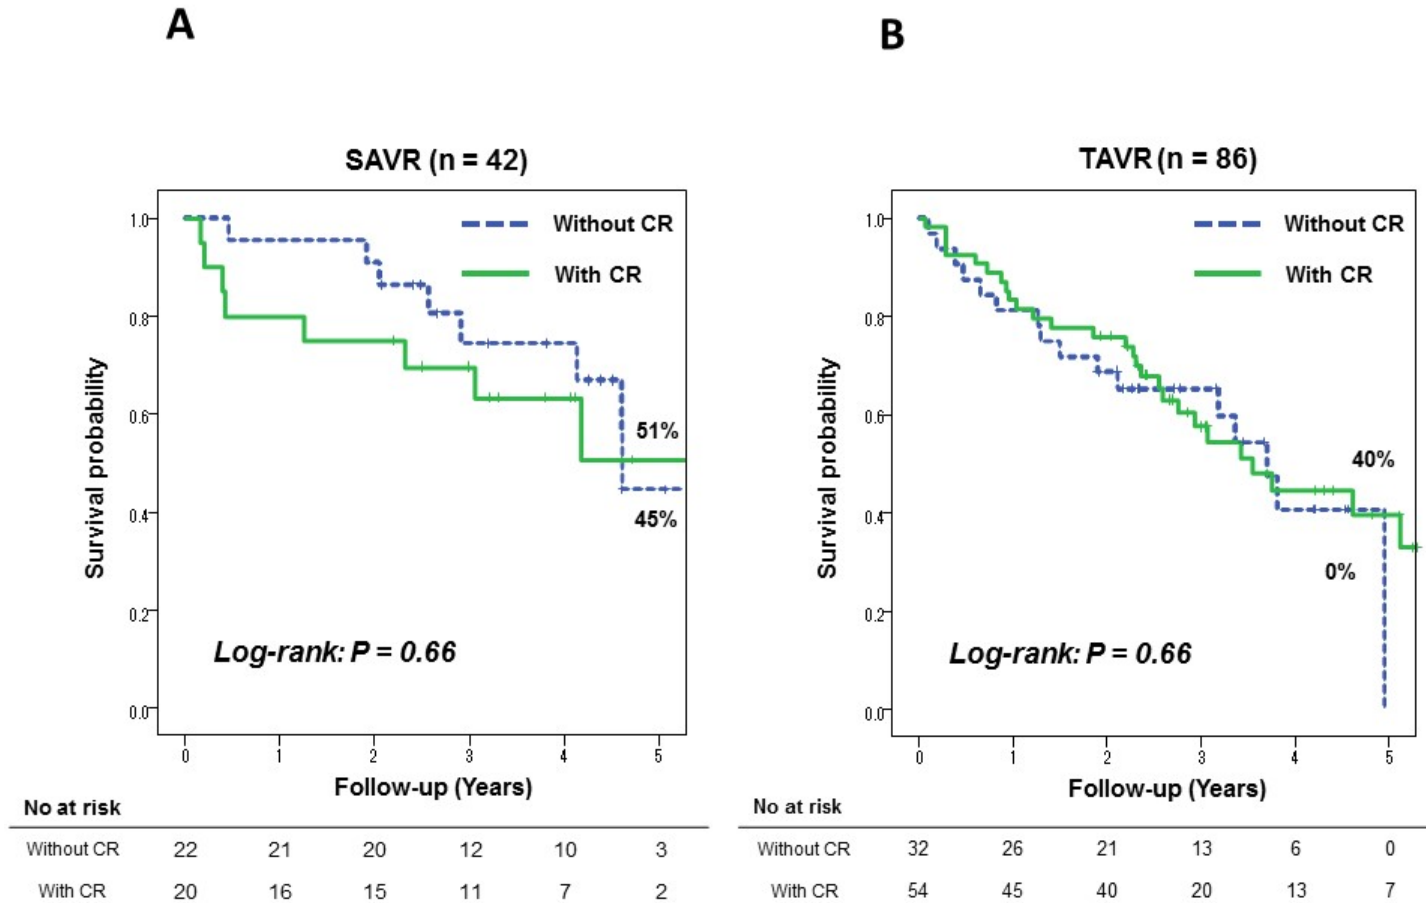 A
SAVR (n = 42)
Without CR
With CR
1.0
0.8
0.6
0.4
0.2
0.0
Survival probability
51%
45%
Log-rank: P = 0.66
0 1 2 3 4 5
Follow-up (Years)
No at risk
Without CR 22 21 20 12 10 3
With CR 20 16 15 11 7 2
B
TAVR (n = 86)
Without CR
With CR
1.0
0.8
0.6
0.4
0.2
0.0
Survival probability
40%
0%
Log-rank: P = 0.66
0 1 2 3 4 5
Follow-up (Years)
No at risk
Without CR 32 26 21 13 6 0
With CR 54 45 40 20 13 7